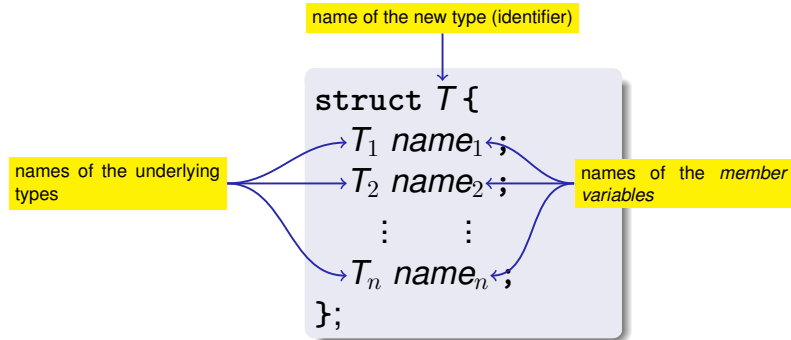 name of the new type (identifier)
struct T {
T₁ name₁ ;
names of the underlying
types
T₂ name₂ ;
names of the member
variables
⋮ ⋮
Tₙ nameₙ ;
};